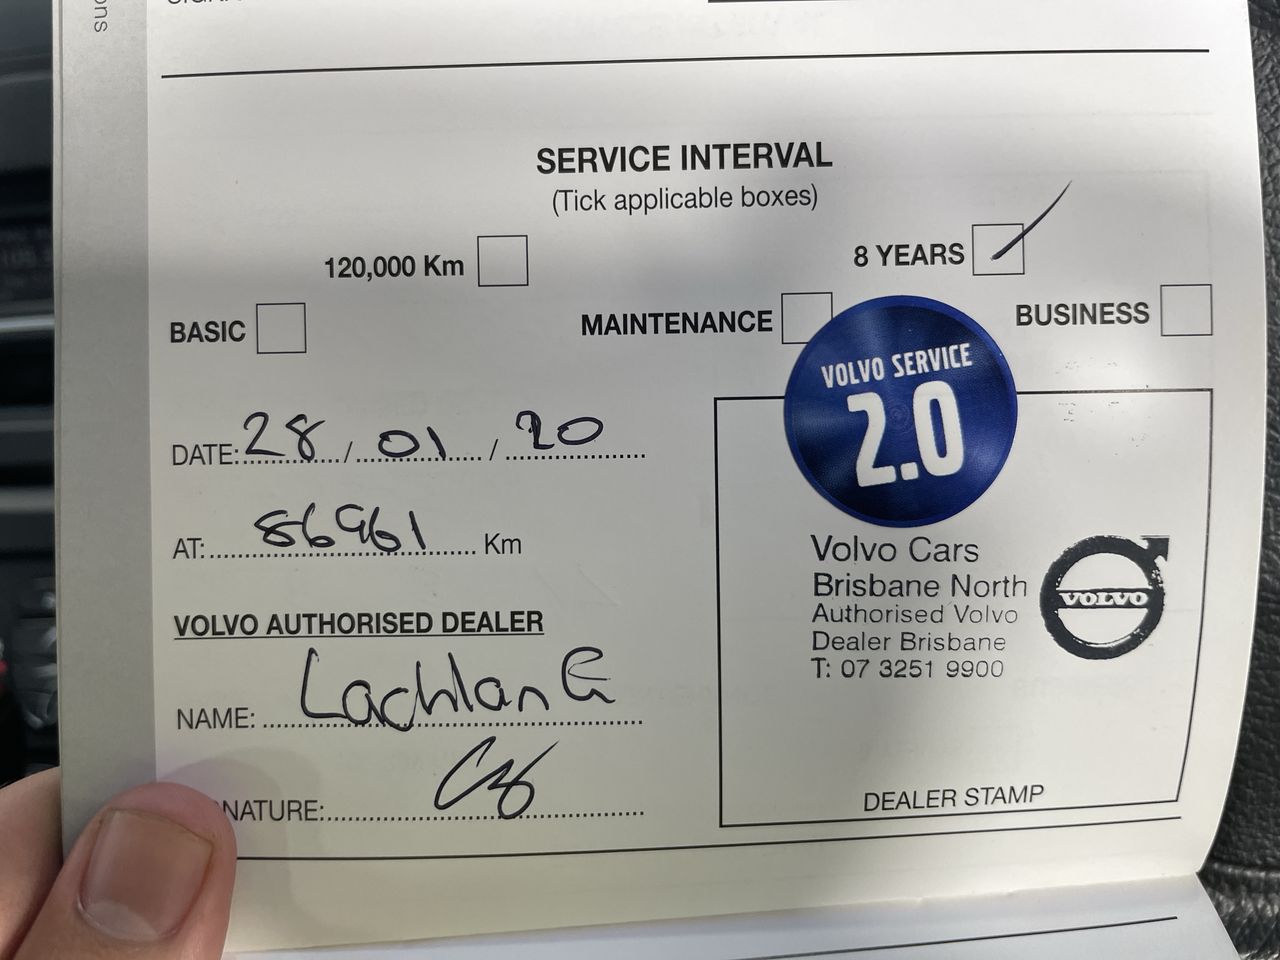 ons
SERVICE INTERVAL
(Tick applicable boxes)
120,000 Km
8 YEARS
BASIC
MAINTENANCE
BUSINESS
VOLVO SERVICE
2.0
DATE: 28 / 01 / 20
AT: 86961 Km
VOLVO AUTHORISED DEALER
NAME: Lachlan G
NATURE:
Volvo Cars
Brisbane North
Authorised Volvo
Dealer Brisbane
T: 07 3251 9900
VOLVO
DEALER STAMP